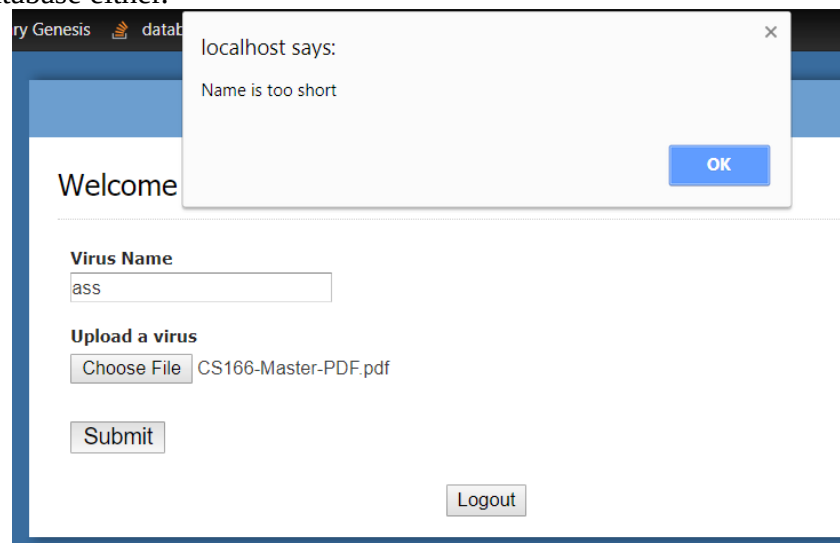 ry Genesis datab
localhost says:
Name is too short
OK
Welcome
Virus Name
ass
Upload a virus
Choose File CS166-Master-PDF.pdf
Submit
Logout